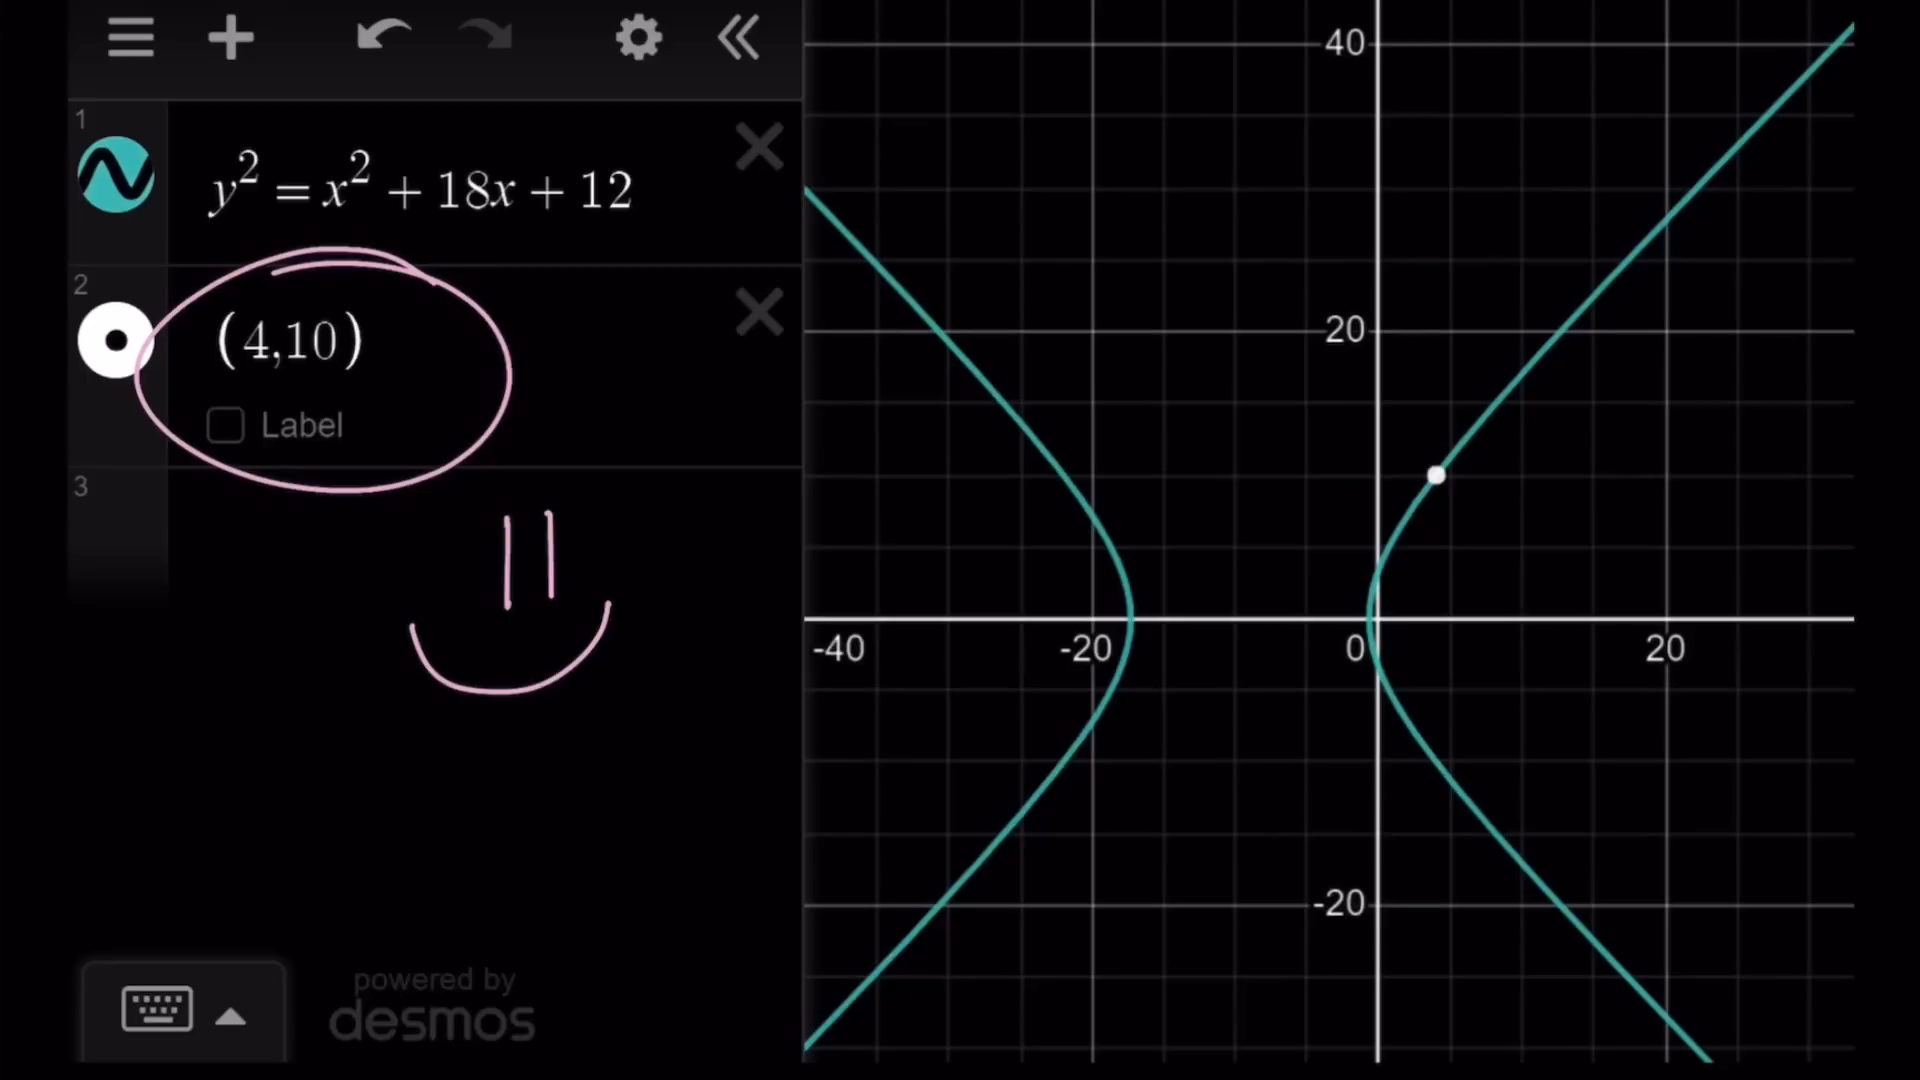 1
y² = x² + 18x + 12
2
(4,10)
Label
3
powered by
desmos
40
20
-40
-20
0
20
-20